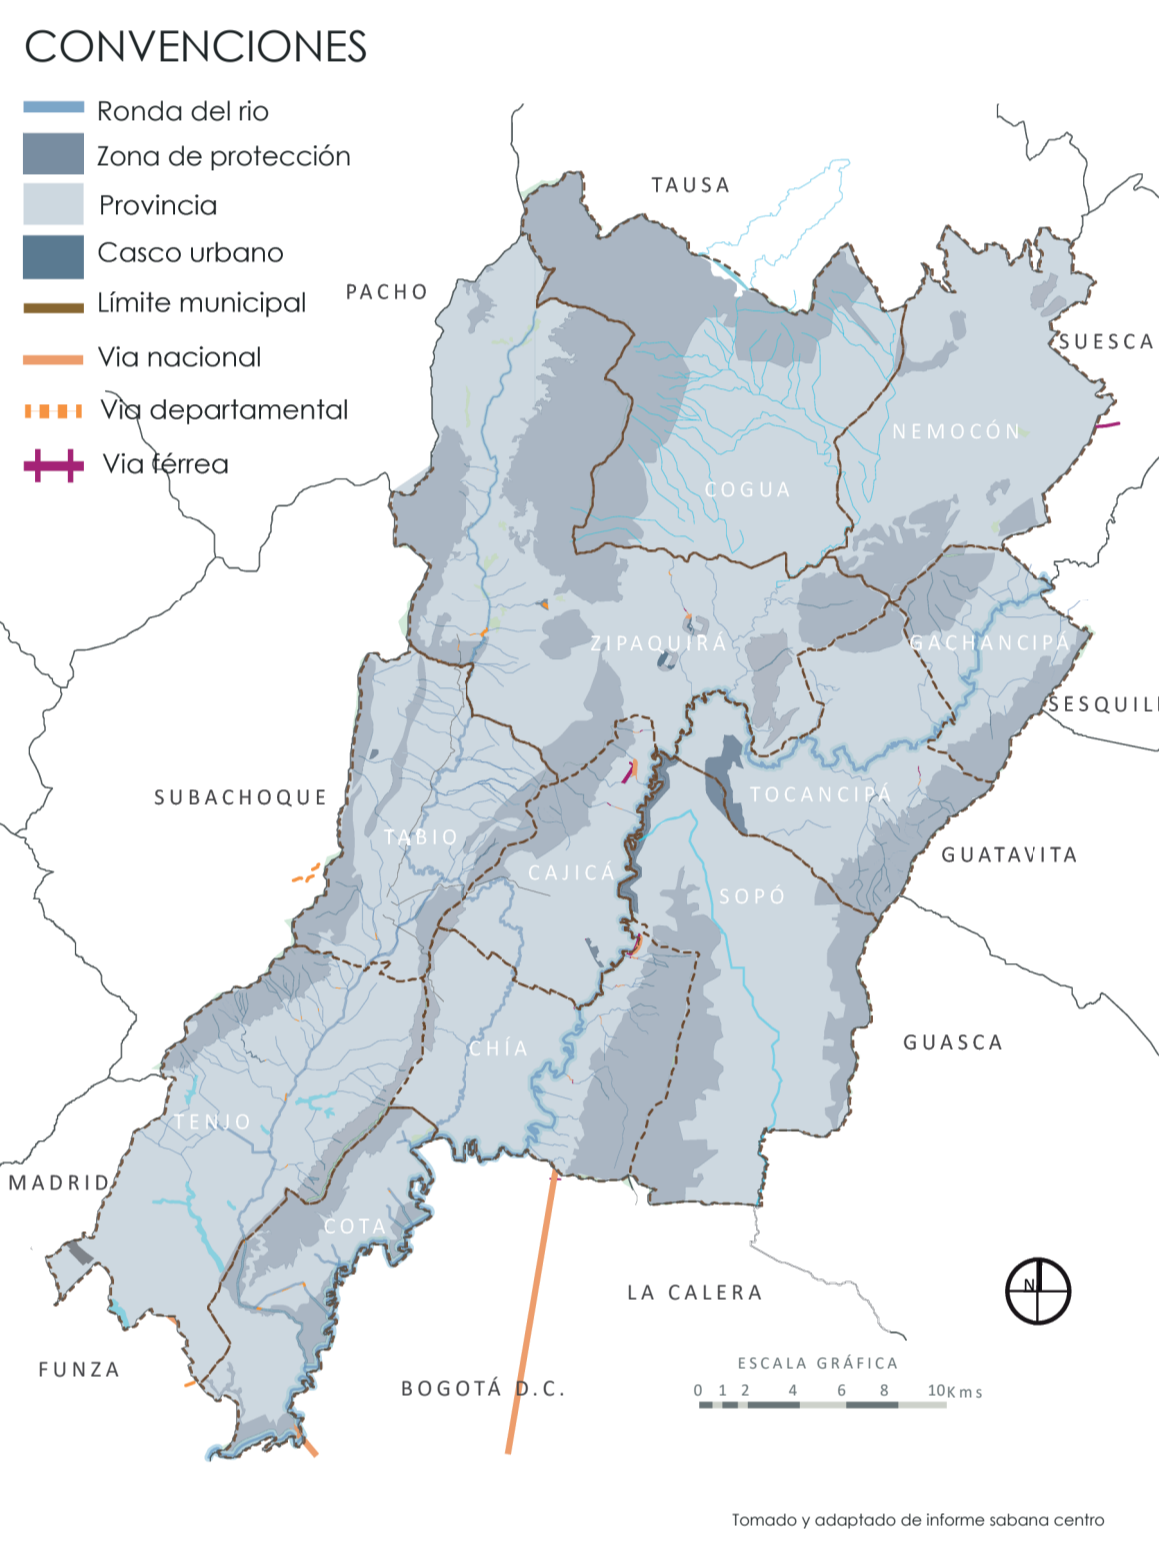 CONVENCIONES
Ronda del rio
Zona de protección
Provincia
Casco urbano
Límite municipal
Via nacional
Via departamental
Via férrea
TAUSA
PACHO
SUESCA
NEMOCÓN
COGUA
ZIPAQUIRÁ
GACHANCIPÁ
SESQUIL
SUBACHOQUE
TOCANCIPÁ
TABIO
GUATAVITA
CAJICÁ
SOPÓ
GUASCA
CHÍA
TENJO
MADRID
COTA
N
LA CALERA
FUNZA
ESCALA GRÁFICA
BOGOTÁ D.C.
0 1 2 4 6 8 10Kms
Tomado y adaptado de informe sabana centro